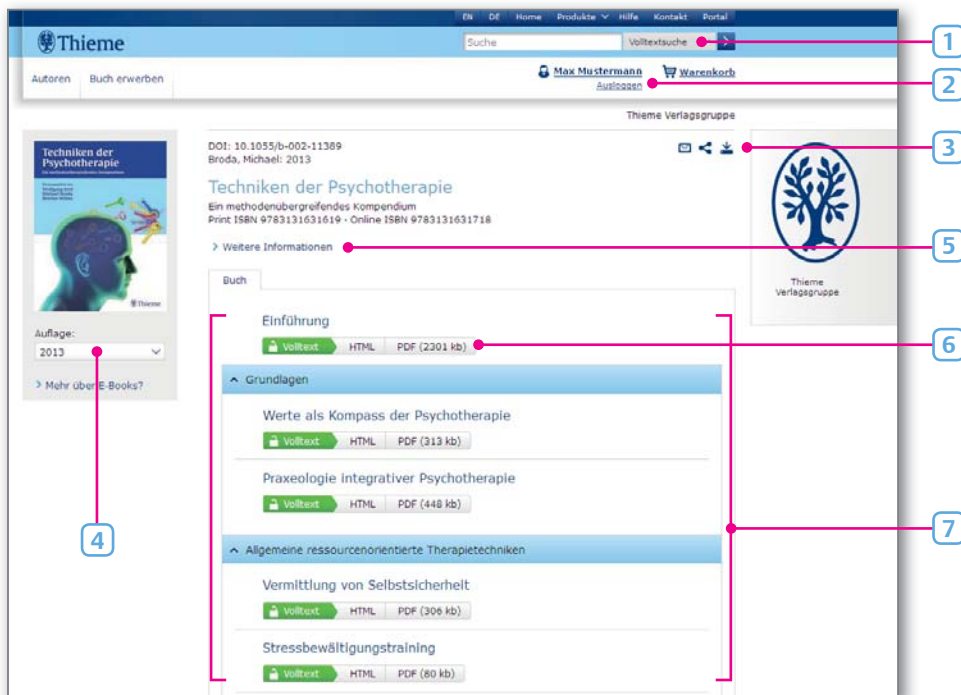 EN DE Home Produkte Hilfe Kontakt Portal
Thieme
Suche
Volltextsuche
1
Autoren Buch erwerben
Max Mustermann Warenkorb
Ausloggen
2
Thieme Verlagsgruppe
Techniken der
Psychotherapie
Thieme
Auflage:
2013
Mehr über E-Books?
4
DOI: 10.1055/b-002-11389
Broda, Michael: 2013
3
Techniken der Psychotherapie
Ein methodenübergreifendes Kompendium
Print ISBN 9783131631619 · Online ISBN 9783131631718
Weitere Informationen
5
Thieme
Verlagsgruppe
Buch
Einführung
Volltext HTML PDF (2301 kb)
6
Grundlagen
Werte als Kompass der Psychotherapie
Volltext HTML PDF (313 kb)
Praxeologie integrativer Psychotherapie
Volltext HTML PDF (448 kb)
7
Allgemeine ressourcenorientierte Therapietechniken
Vermittlung von Selbstsicherheit
Volltext HTML PDF (306 kb)
Stressbewältigungstraining
Volltext HTML PDF (80 kb)